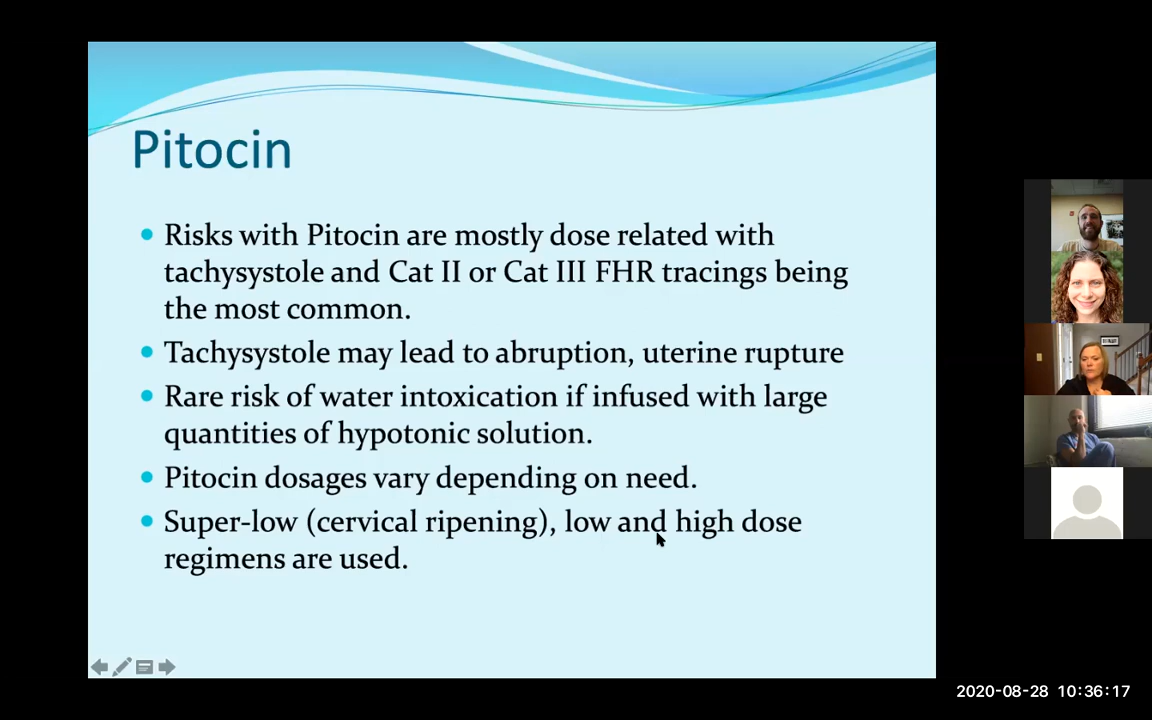 Pitocin
Risks with Pitocin are mostly dose related with
tachysystole and Cat II or Cat III FHR tracings being
the most common.
Tachysystole may lead to abruption, uterine rupture
Rare risk of water intoxication if infused with large
quantities of hypotonic solution.
Pitocin dosages vary depending on need.
Super-low (cervical ripening), low and high dose
regimens are used.
2020-08-28 10:36:17